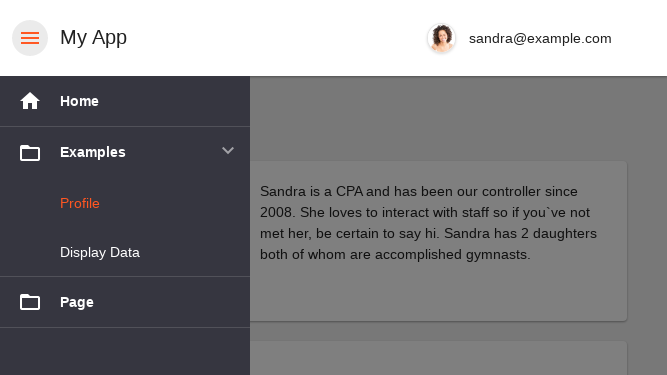 My App
sandra@example.com
Home
Examples
Profile
Display Data
Page
Sandra is a CPA and has been our controller since
2008. She loves to interact with staff so if you`ve not
met her, be certain to say hi. Sandra has 2 daughters
both of whom are accomplished gymnasts.